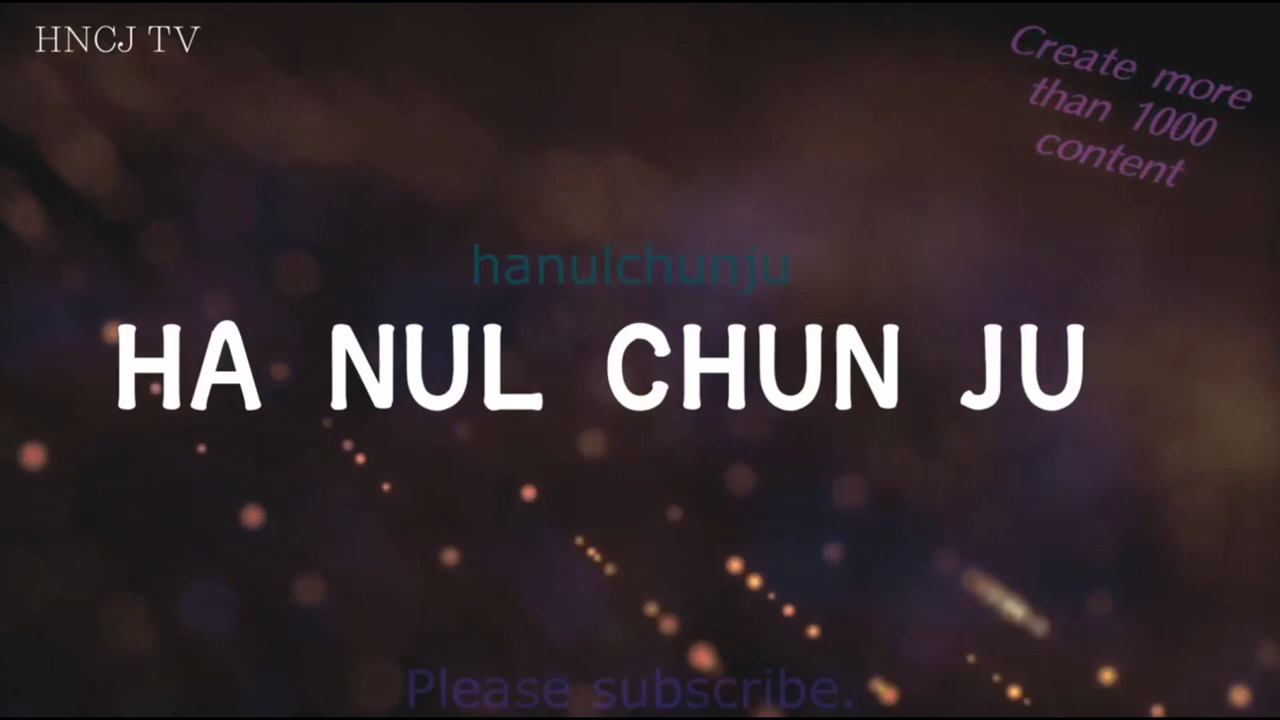 HNCJ TV
Create more
than 1000
content
hanulchunju
HA NUL CHUN JU
Please subscribe.